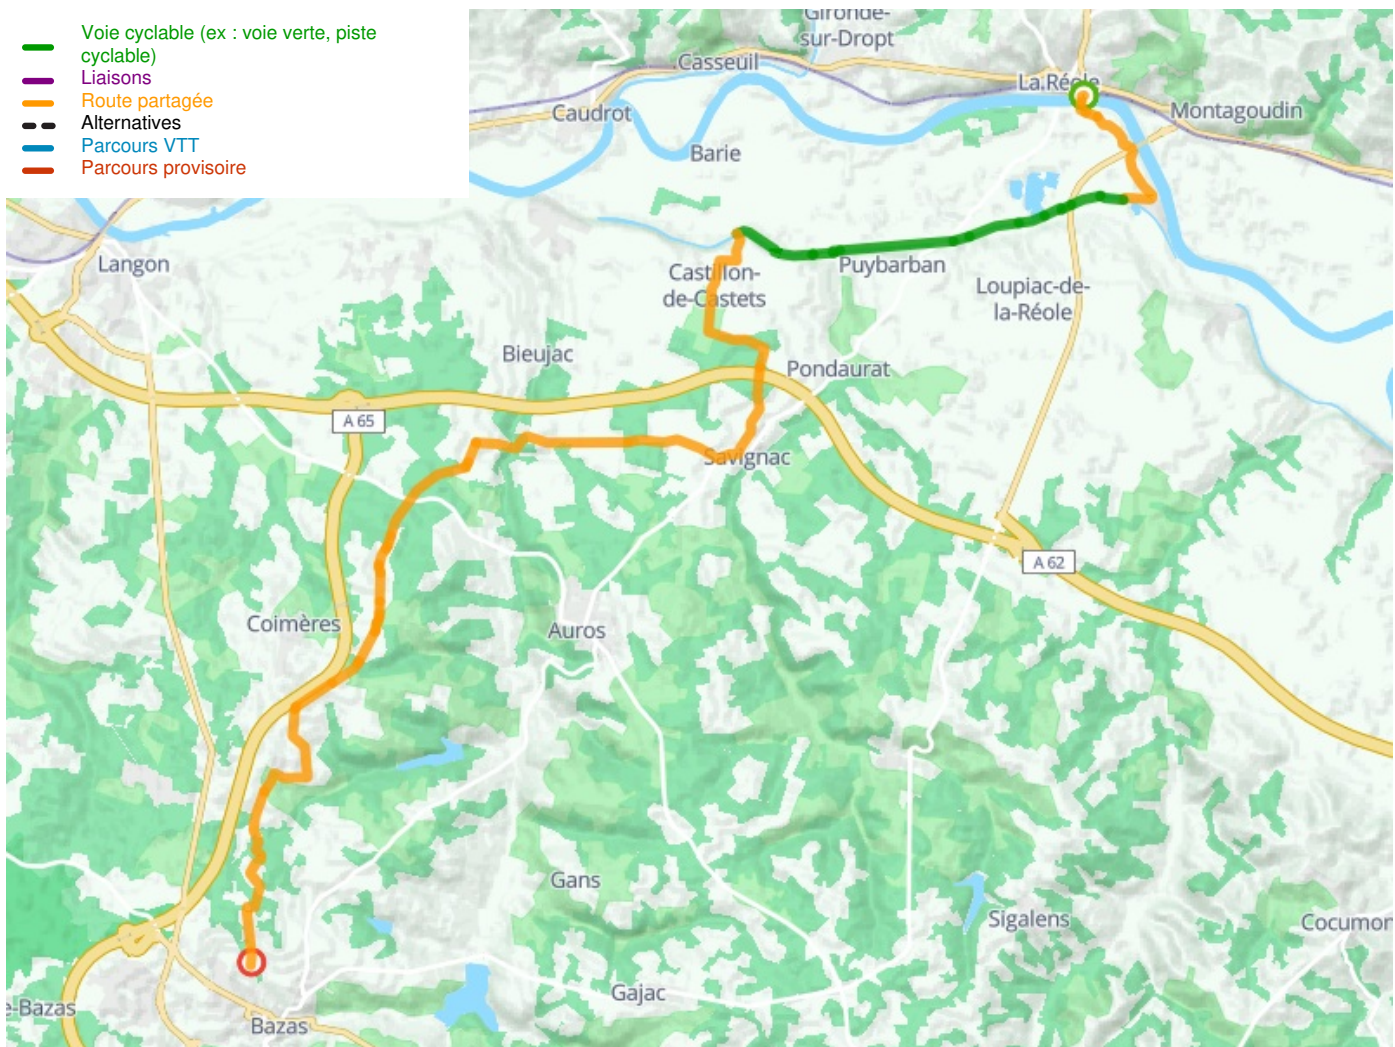 Voie cyclable (ex : voie verte, piste
cyclable)
Liaisons
Route partagée
Alternatives
Parcours VTT
Parcours provisoire
Gironde-
sur-Dropt
Casseuil
La Réole
Caudrot
Montagoudin
Barie
Langon
Castillon-
de-Castets
Puybarban
Loupiac-de-
la-Réole
Bieujac
Pondaurat
A 65
Savignac
A 62
Coimères
Auros
Gans
Sigalens
Cocumon
Gajac
e-Bazas
Bazas